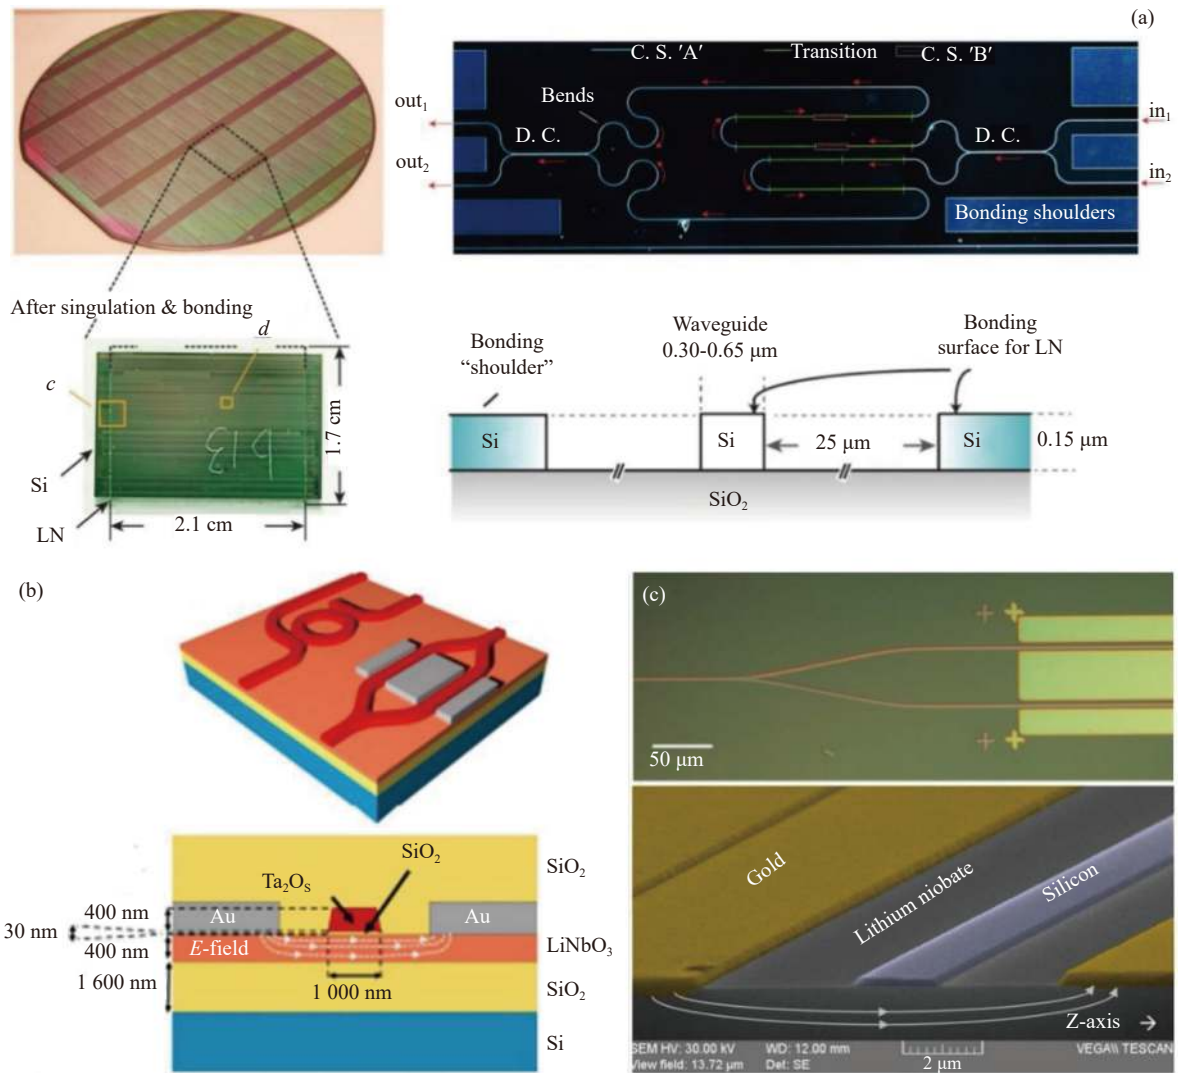 (a)
C. S. 'A'
Transition
C. S. 'B'
Bends
out₁
in₁
D. C.
D. C.
out₂
in₂
Bonding shoulders
After singulation & bonding
d
c
b13
1.7 cm
Si
LN
2.1 cm
Waveguide
0.30-0.65 μm
Bonding
"shoulder"
Bonding
surface for LN
Si
Si
Si
25 μm
0.15 μm
SiO₂
(b)
SiO₂
SiO₂
Ta₂Oₛ
400 nm
Au
Au
30 nm
E-field
LiNbO₃
400 nm
1 600 nm
1 000 nm
SiO₂
Si
(c)
50 μm
Gold
Lithium niobate
Silicon
Z-axis
SEM HV: 30.00 kV
WD: 12.00 mm
VEGA\\ TESCAN
View field: 13.72 μm
Det: SE
2 μm